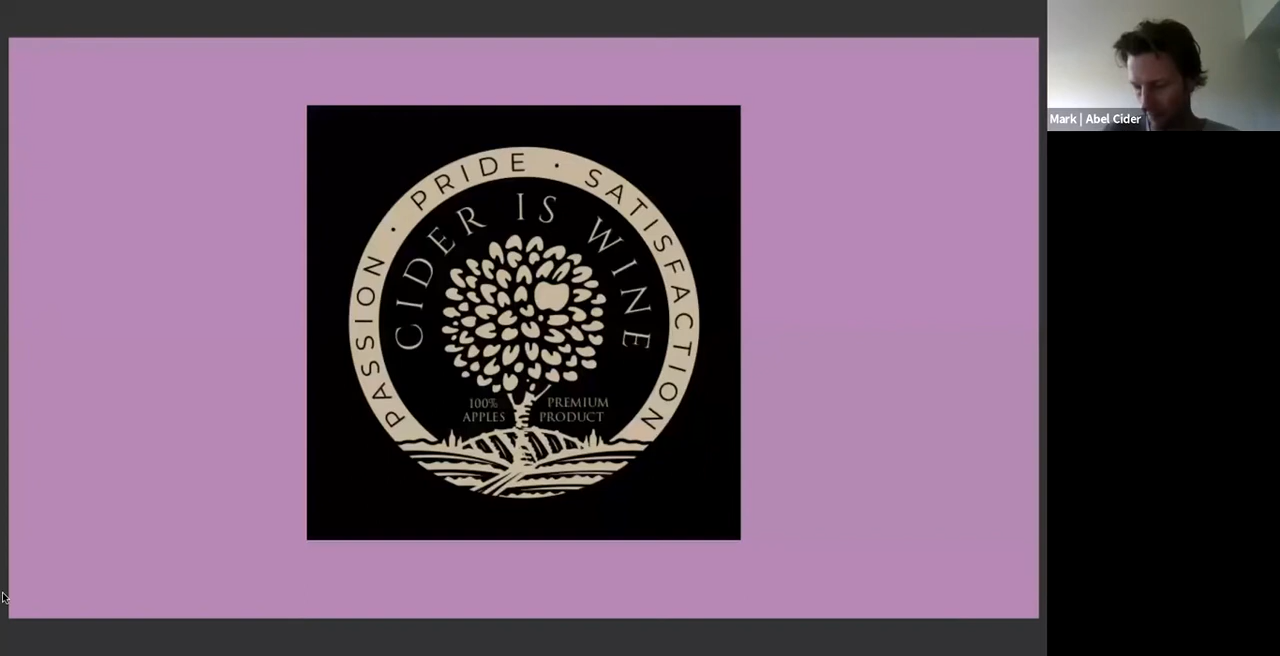 PASSION · PRIDE · SATISFACTION
CIDER IS WINE
100% APPLES
PREMIUM PRODUCT
Mark | Abel Cider